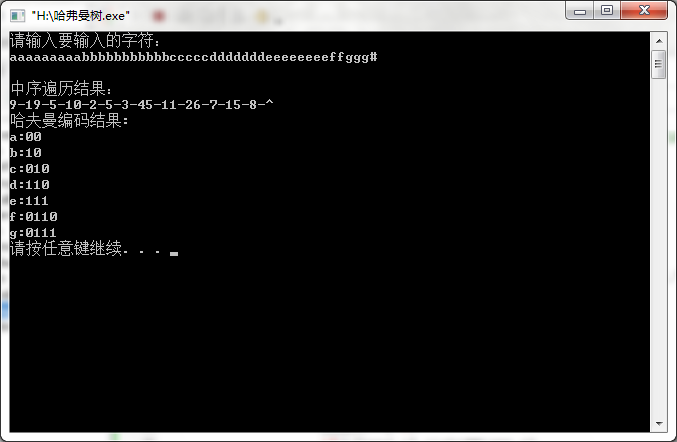 "H:\哈弗曼树.exe"
请输入要输入的字符:
aaaaaaaaabbbbbbbbbbbcccccdddddddeeeeeeeeffggg#
中序遍历结果:
9-19-5-10-2-5-3-45-11-26-7-15-8-^
哈夫曼编码结果:
a:00
b:10
c:010
d:110
e:111
f:0110
g:0111
请按任意键继续. . .